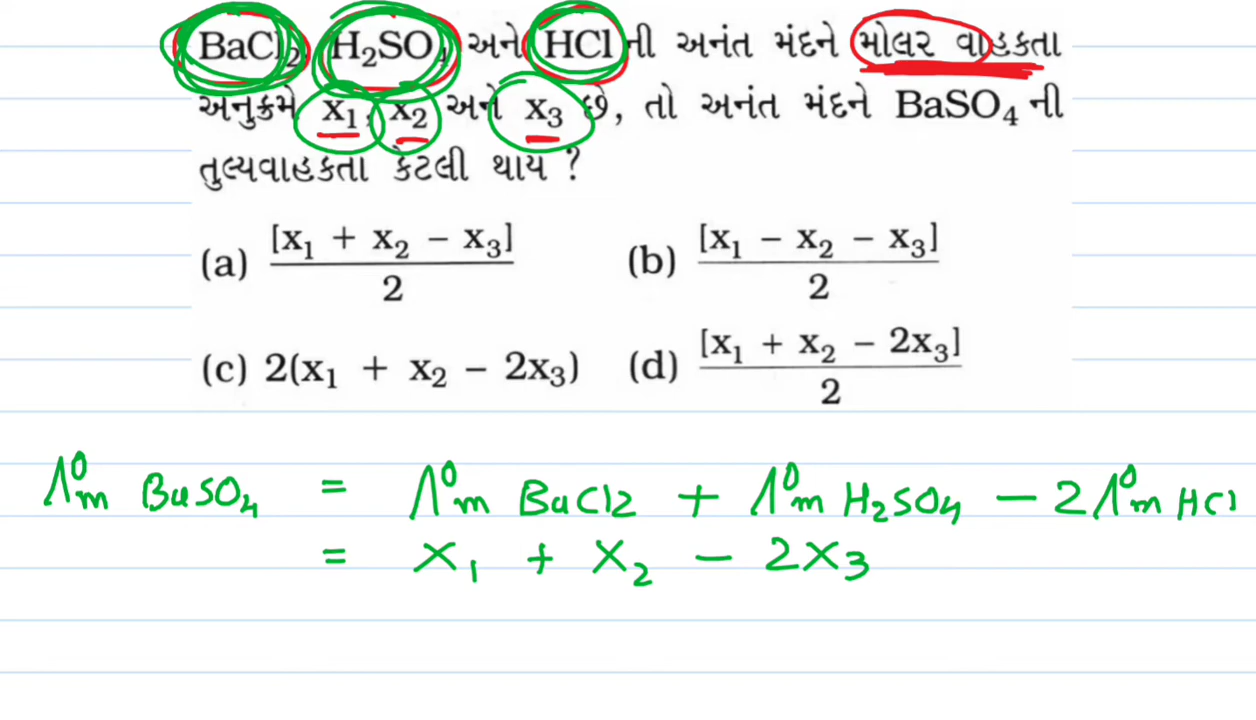 BaCl₂, H₂SO₄ અને HCl ની અનંત મંદને મોલર વાહકતા
અનુક્રમે x₁, x₂ અને x₃ છે, તો અનંત મંદને BaSO₄ ની
તુલ્યવાહકતા કેટલી થાય ?
(a) [x₁ + x₂ − x₃] / 2 (b) [x₁ − x₂ − x₃] / 2
(c) 2(x₁ + x₂ − 2x₃) (d) [x₁ + x₂ − 2x₃] / 2
Λ⁰m BaSO₄ = Λ⁰m BaCl₂ + Λ⁰m H₂SO₄ − 2Λ⁰m HCl
= x₁ + x₂ − 2x₃